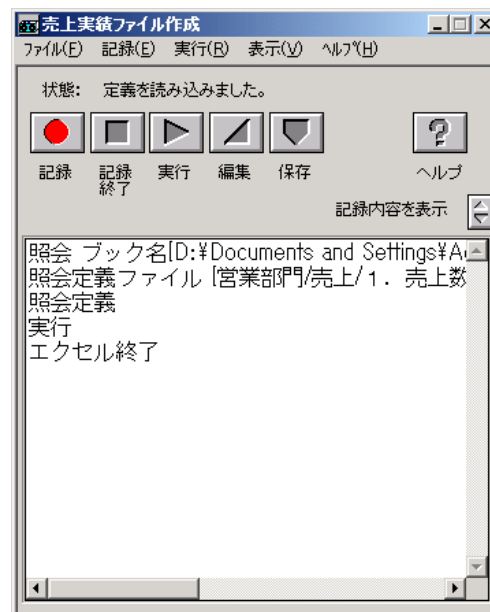 売上実績ファイル作成
ファイル(F) 記録(E) 実行(R) 表示(V) ヘルプ(H)
状態: 定義を読み込みました。
記録 記録終了 実行 編集 保存 ヘルプ
記録内容を表示
照会 ブック名[D:¥Documents and Settings¥A
照会定義ファイル [営業部門/売上/１．売上数
照会定義
実行
エクセル終了